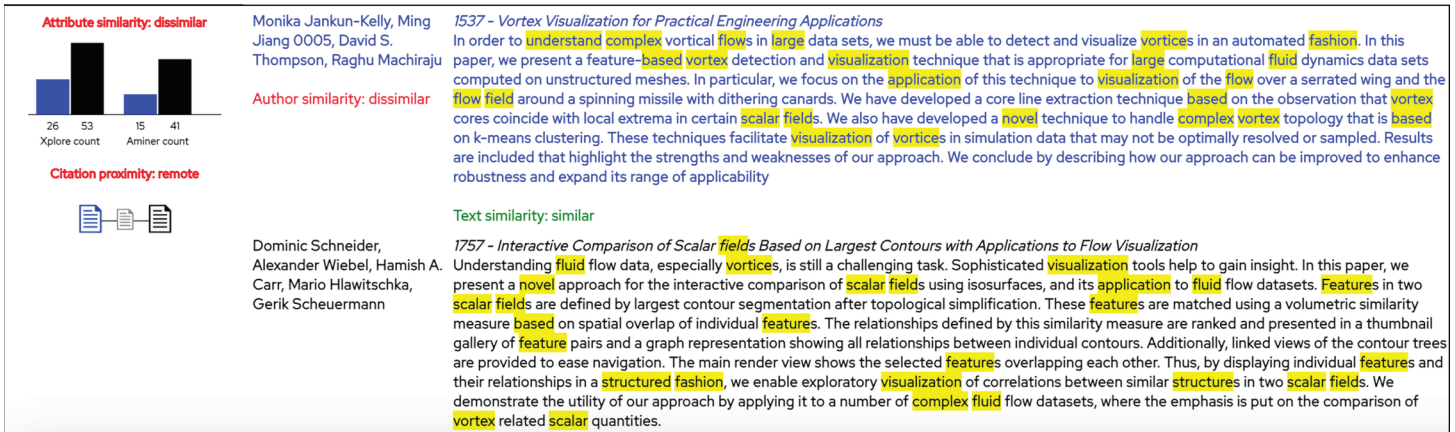 Attribute similarity: dissimilar
26 53 15 41
Xplore count Aminer count
Citation proximity: remote
Monika Jankun-Kelly, Ming
Jiang 0005, David S.
Thompson, Raghu Machiraju
Author similarity: dissimilar
1537 - Vortex Visualization for Practical Engineering Applications
In order to understand complex vortical flows in large data sets, we must be able to detect and visualize vortices in an automated fashion. In this
paper, we present a feature-based vortex detection and visualization technique that is appropriate for large computational fluid dynamics data sets
computed on unstructured meshes. In particular, we focus on the application of this technique to visualization of the flow over a serrated wing and the
flow field around a spinning missile with dithering canards. We have developed a core line extraction technique based on the observation that vortex
cores coincide with local extrema in certain scalar fields. We also have developed a novel technique to handle complex vortex topology that is based
on k-means clustering. These techniques facilitate visualization of vortices in simulation data that may not be optimally resolved or sampled. Results
are included that highlight the strengths and weaknesses of our approach. We conclude by describing how our approach can be improved to enhance
robustness and expand its range of applicability
Text similarity: similar
Dominic Schneider,
Alexander Wiebel, Hamish A.
Carr, Mario Hlawitschka,
Gerik Scheuermann
1757 - Interactive Comparison of Scalar fields Based on Largest Contours with Applications to Flow Visualization
Understanding fluid flow data, especially vortices, is still a challenging task. Sophisticated visualization tools help to gain insight. In this paper, we
present a novel approach for the interactive comparison of scalar fields using isosurfaces, and its application to fluid flow datasets. Features in two
scalar fields are defined by largest contour segmentation after topological simplification. These features are matched using a volumetric similarity
measure based on spatial overlap of individual features. The relationships defined by this similarity measure are ranked and presented in a thumbnail
gallery of feature pairs and a graph representation showing all relationships between individual contours. Additionally, linked views of the contour trees
are provided to ease navigation. The main render view shows the selected features overlapping each other. Thus, by displaying individual features and
their relationships in a structured fashion, we enable exploratory visualization of correlations between similar structures in two scalar fields. We
demonstrate the utility of our approach by applying it to a number of complex fluid flow datasets, where the emphasis is put on the comparison of
vortex related scalar quantities.